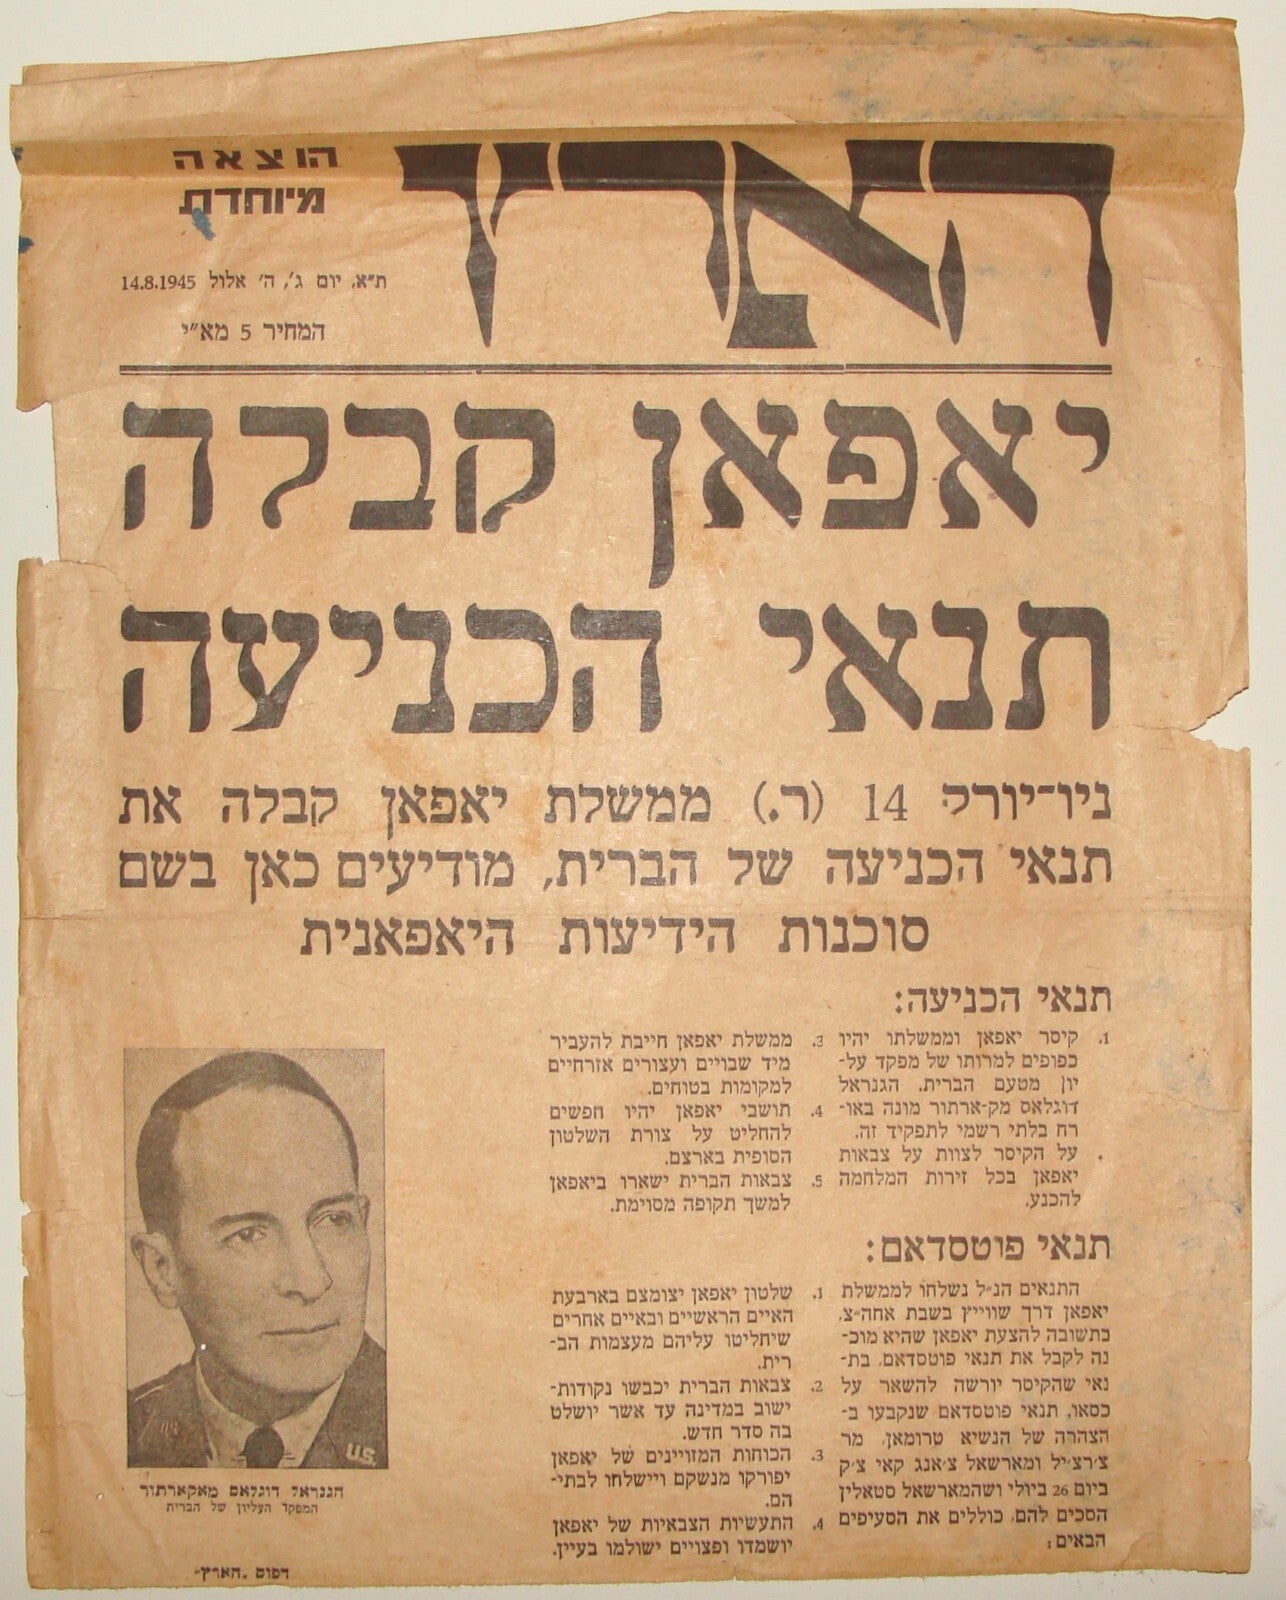 הארץ
הוצאה
מיוחדת
ת״א, יום ג׳, ה׳ אלול 14.8.1945
המחיר 5 מא״י
יאפאן קבלה
תנאי הכניעה
ניו־יורק 14 (ר.) ממשלת יאפאן קבלה את
תנאי הכניעה של הברית, מודיעים כאן בשם
סוכנות הידיעות היאפאנית
תנאי הכניעה:
1. קיסר יאפאן וממשלתו יהיו
כפופים למרותו של מפקד על־
יון מטעם הברית. הגנראל
דוגלאס מק־ארתור מונה באו־
רח בלתי רשמי לתפקיד זה.
. על הקיסר לצוות על צבאות
יאפאן בכל זירות המלחמה
להכנע.
3. ממשלת יאפאן חייבת להעביר
מיד שבויים ועצורים אזרחיים
למקומות בטוחים.
4. תושבי יאפאן יהיו חפשים
להחליט על צורת השלטון
הסופית בארצם.
5. צבאות הברית ישארו ביאפאן
למשך תקופה מסוימת.
תנאי פוטסדאם:
התנאים הנ״ל נשלחו לממשלת
יאפאן דרך שווייץ בשבת אחה״צ,
בתשובה להצעת יאפאן שהיא מוכ־
נה לקבל את תנאי פוטסדאם, בת־
נאי שהקיסר יורשה להשאר על
כסאו. תנאי פוטסדאם שנקבעו ב־
הצהרה של הנשיא טרומאן, מר
צ׳רצ׳יל ומארשאל צ׳אנג קאי צ׳ק
ביום 26 ביולי ושהמארשאל סטאלין
הסכים להם, כוללים את הסעיפים
הבאים:
1. שלטון יאפאן יצומצם בארבעת
האיים הראשיים ובאיים אחרים
שיחליטו עליהם מעצמות הב־
רית.
2. צבאות הברית יכבשו נקודות־
ישוב במדינה עד אשר יושלט
בה סדר חדש.
3. הכוחות המזויינים של יאפאן
יפורקו מנשקם ויישלחו לבתי־
הם.
4. התעשיות הצבאיות של יאפאן
יושמדו ופצויים ישולמו בעיין.
U.S.
הגנראל דוגלאס מאקארתור
המפקד העליון של הברית
דפוס „הארץ״